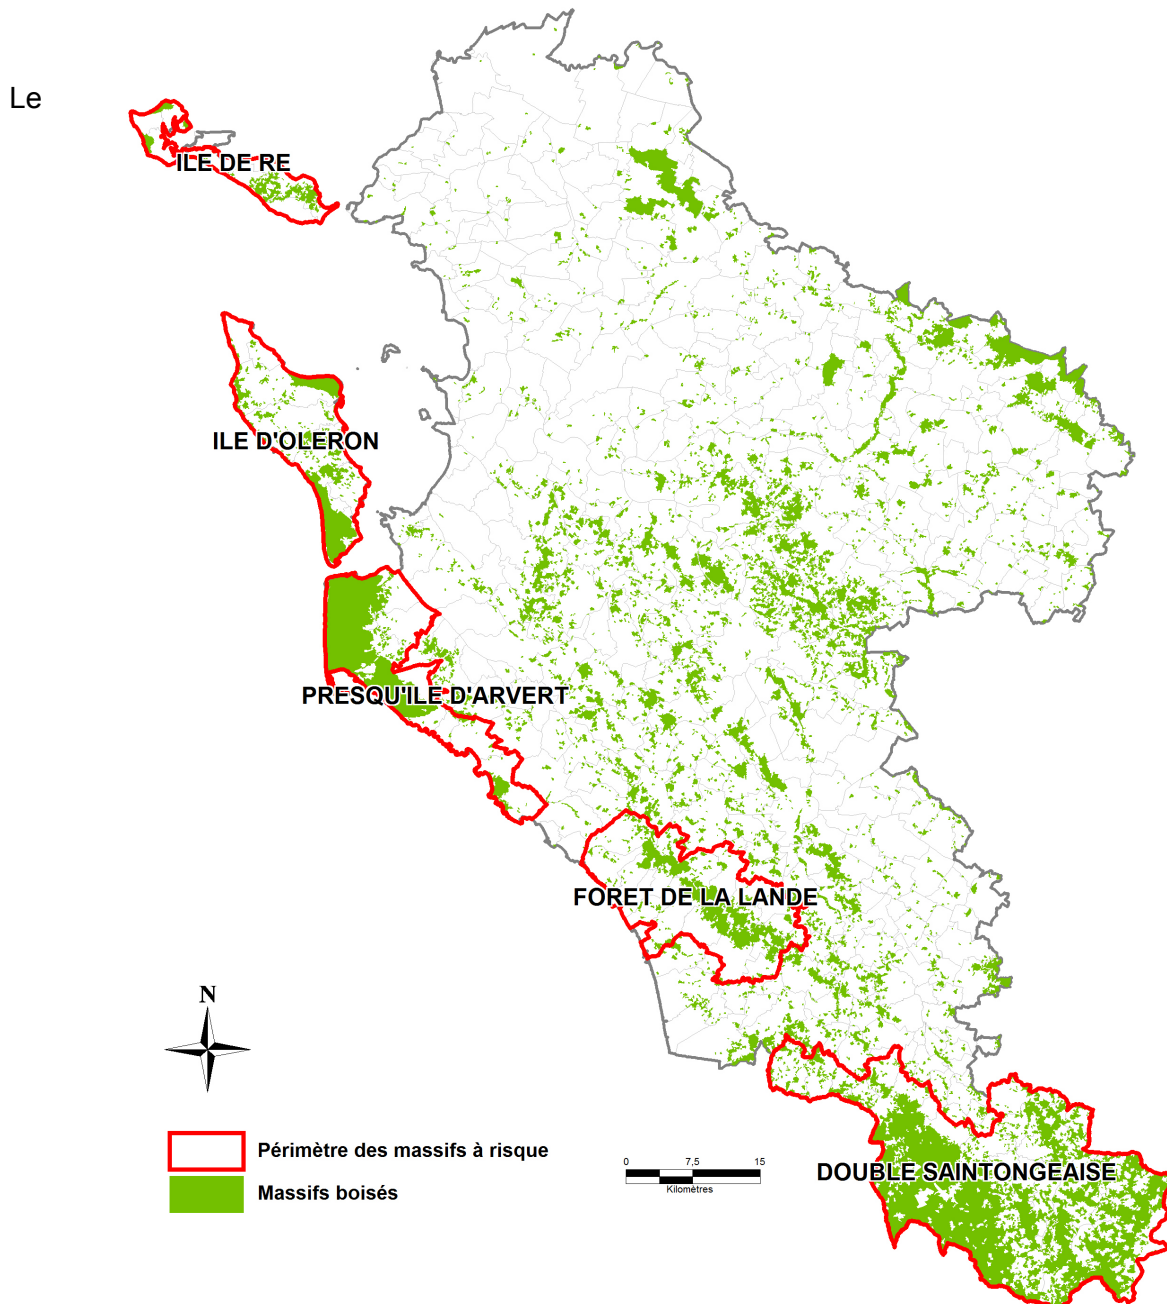 Le
ILE DE RE
ILE D'OLERON
PRESQU'ILE D'ARVERT
FORET DE LA LANDE
N
DOUBLE SAINTONGEAISE
Périmètre des massifs à risque
Massifs boisés
0 7,5 15
Kilomètres